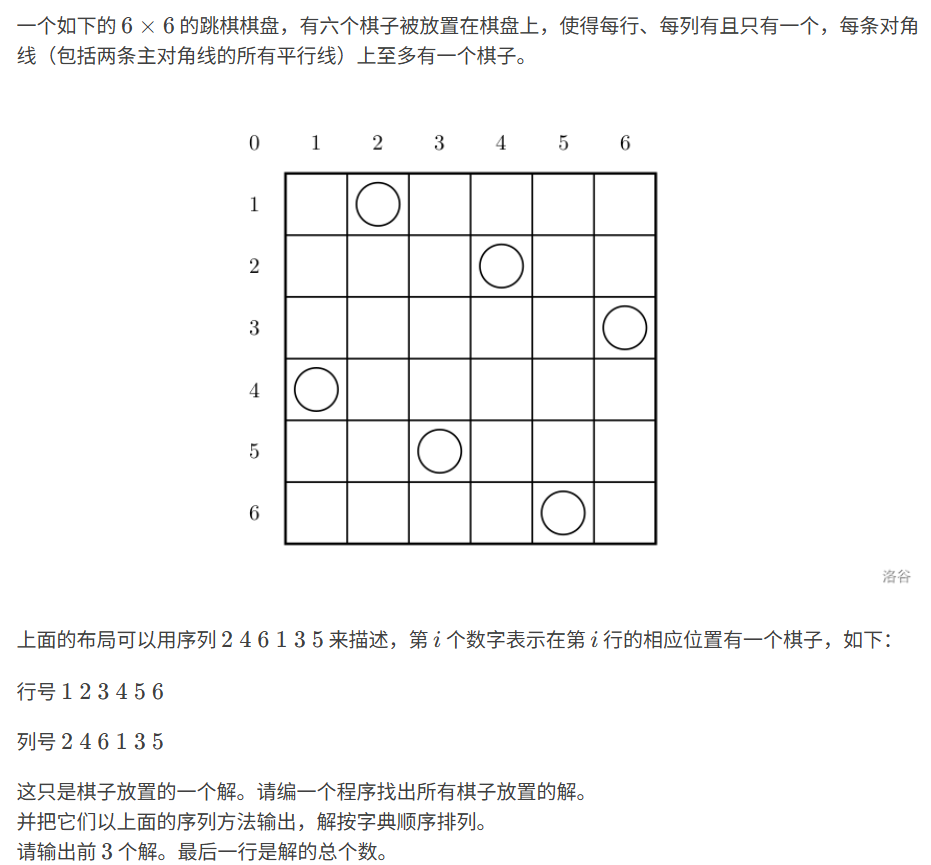 一个如下的 6 × 6 的跳棋棋盘，有六个棋子被放置在棋盘上，使得每行、每列有且只有一个，每条对角
线（包括两条主对角线的所有平行线）上至多有一个棋子。
0 1 2 3 4 5 6
1
2
3
4
5
6
洛谷
上面的布局可以用序列 2 4 6 1 3 5 来描述，第 i 个数字表示在第 i 行的相应位置有一个棋子，如下：
行号 1 2 3 4 5 6
列号 2 4 6 1 3 5
这只是棋子放置的一个解。请编一个程序找出所有棋子放置的解。
并把它们以上面的序列方法输出，解按字典顺序排列。
请输出前 3 个解。最后一行是解的总个数。